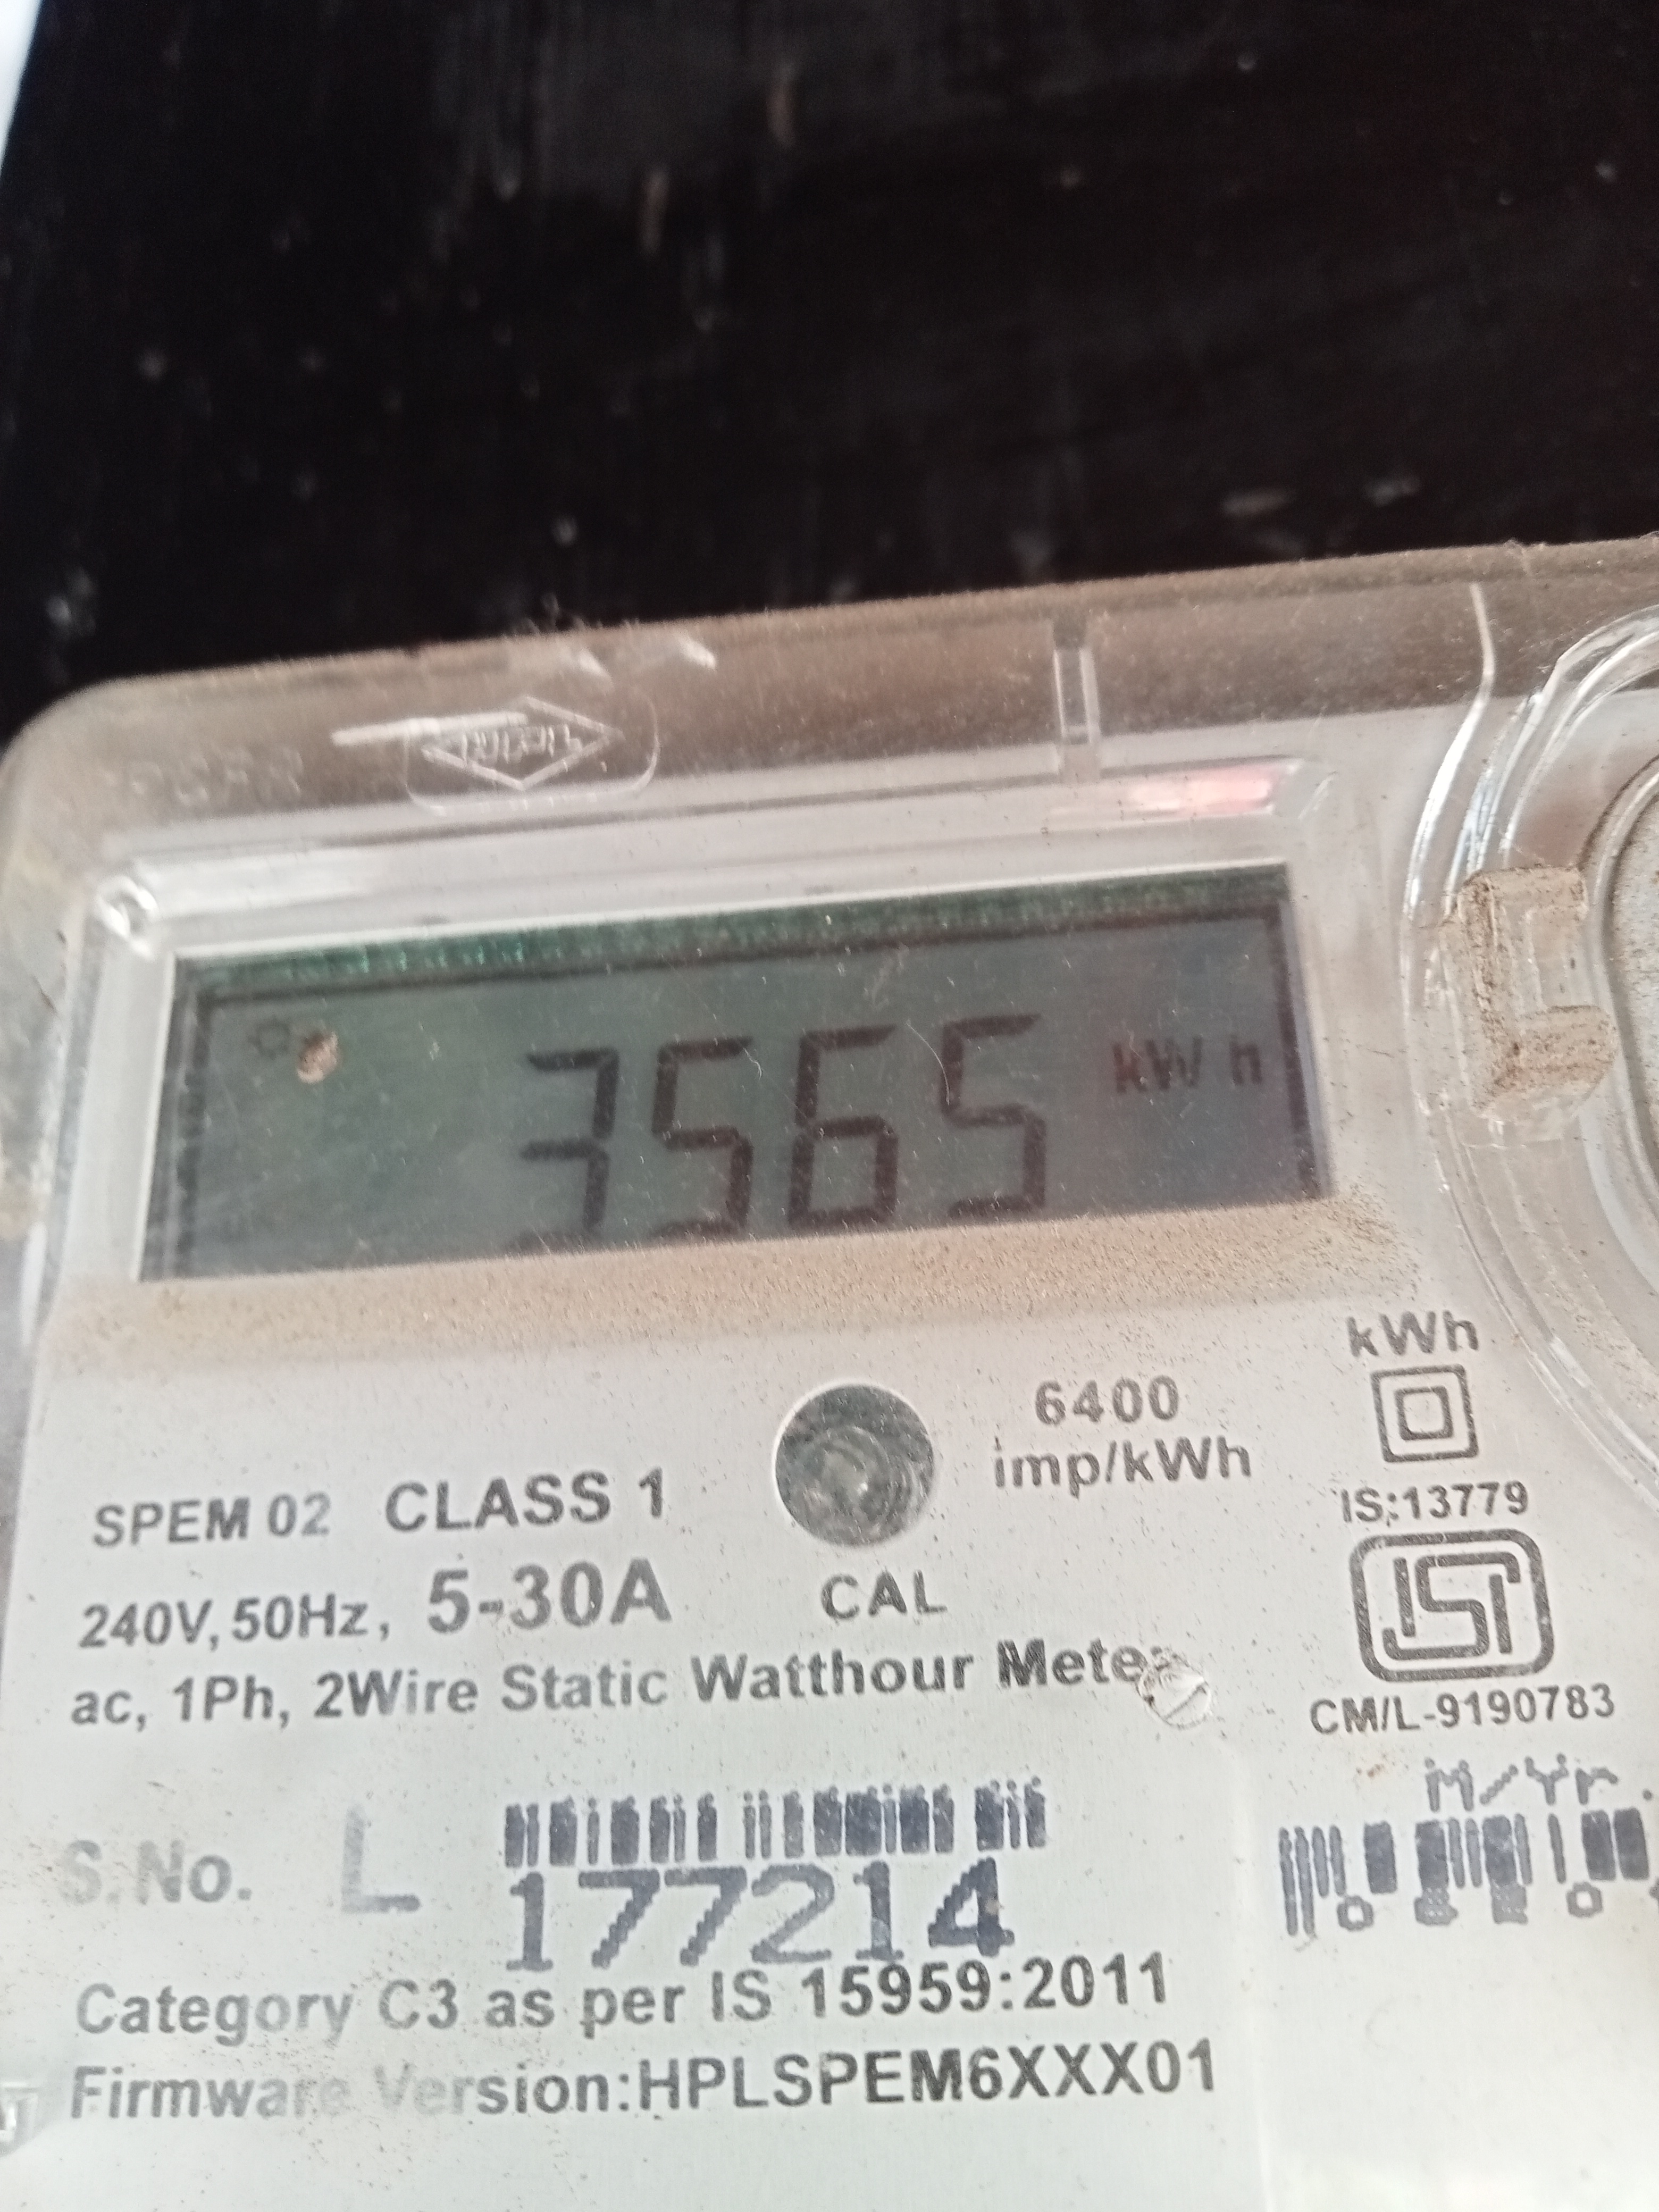 3565 kWh
kWh
6400
imp/kWh
IS:13779
SPEM 02 CLASS 1
240V, 50Hz, 5-30A
CAL
ac, 1Ph, 2Wire Static Watthour Meter
ISI
CM/L-9190783
M/Yr.
S.No. L 177214
Category C3 as per IS 15959:2011
Firmware Version:HPLSPEM6XXX01